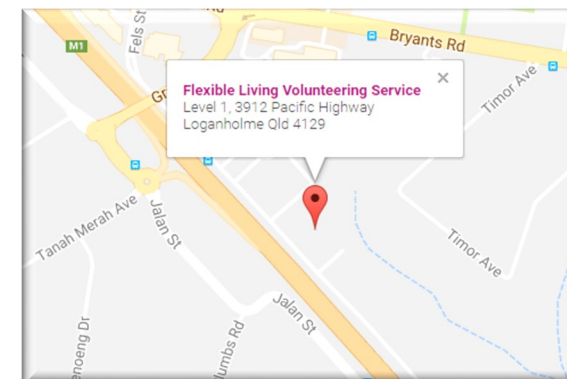 Fels St
M1
Bryants Rd
Flexible Living Volunteering Service
Level 1, 3912 Pacific Highway
Loganholme Qld 4129
Timor Ave
Tanah Merah Ave
Jalan St
Timor Ave
Jalan St